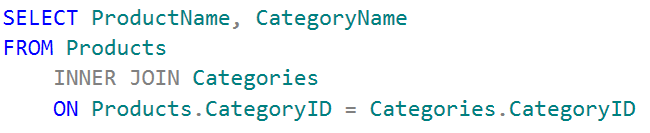 SELECT ProductName, CategoryName
FROM Products
    INNER JOIN Categories
    ON Products.CategoryID = Categories.CategoryID